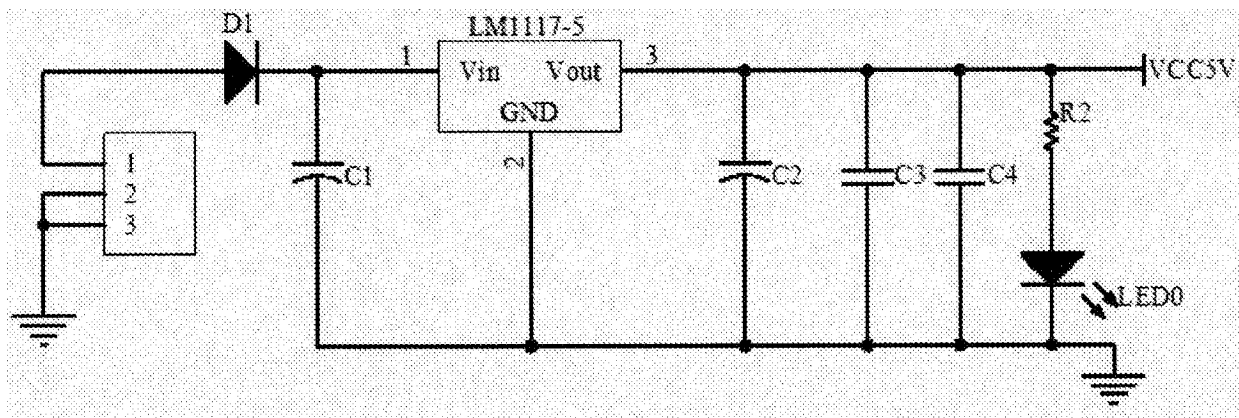 D1
LM1117-5
1
Vin
Vout
3
VCC5V
GND
R2
1
2
3
C1
2
C2
C3
C4
LED0